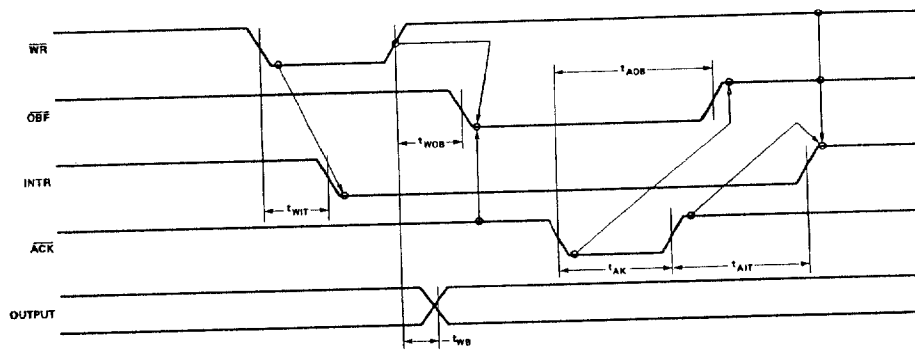 WR
tAOB
OBF
tWOB
INTR
tWIT
ACK
tAK
tAIT
OUTPUT
tWB